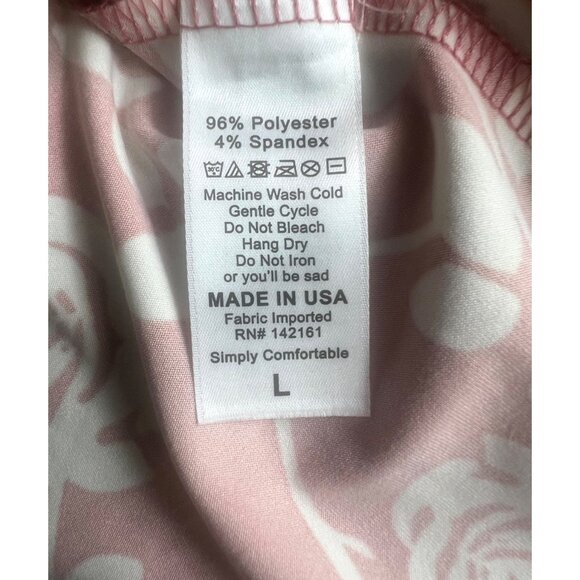 96% Polyester
4% Spandex
30°C
Machine Wash Cold
Gentle Cycle
Do Not Bleach
Hang Dry
Do Not Iron
or you'll be sad
MADE IN USA
Fabric Imported
RN# 142161
Simply Comfortable
L